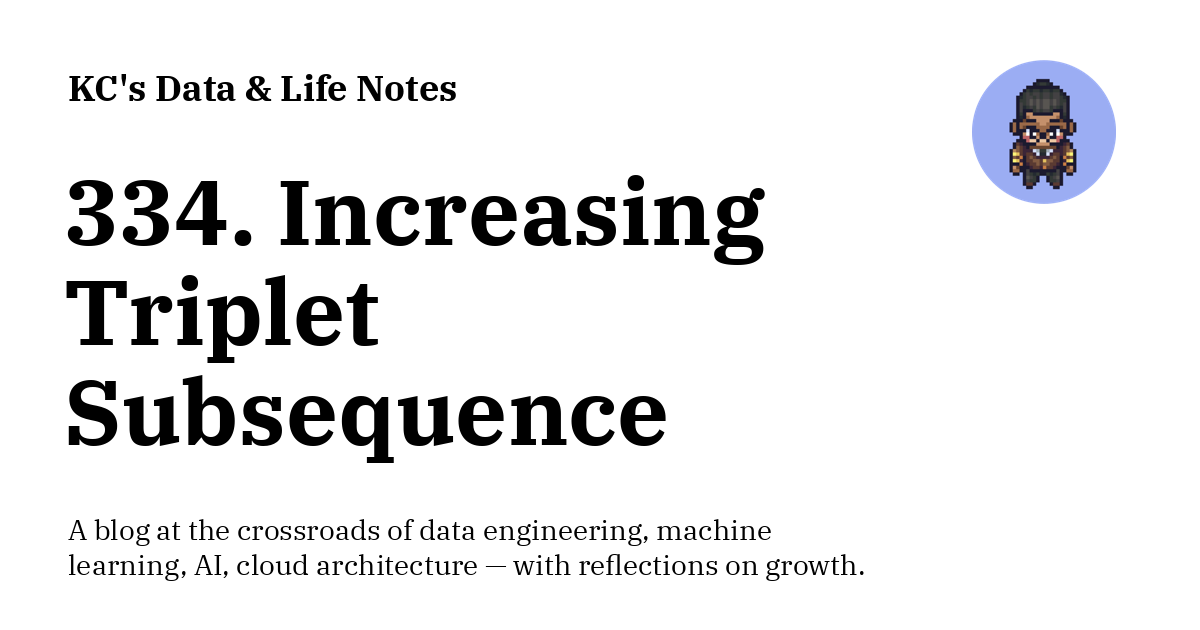 KC's Data & Life Notes
334. Increasing
Triplet
Subsequence
A blog at the crossroads of data engineering, machine
learning, AI, cloud architecture — with reflections on growth.